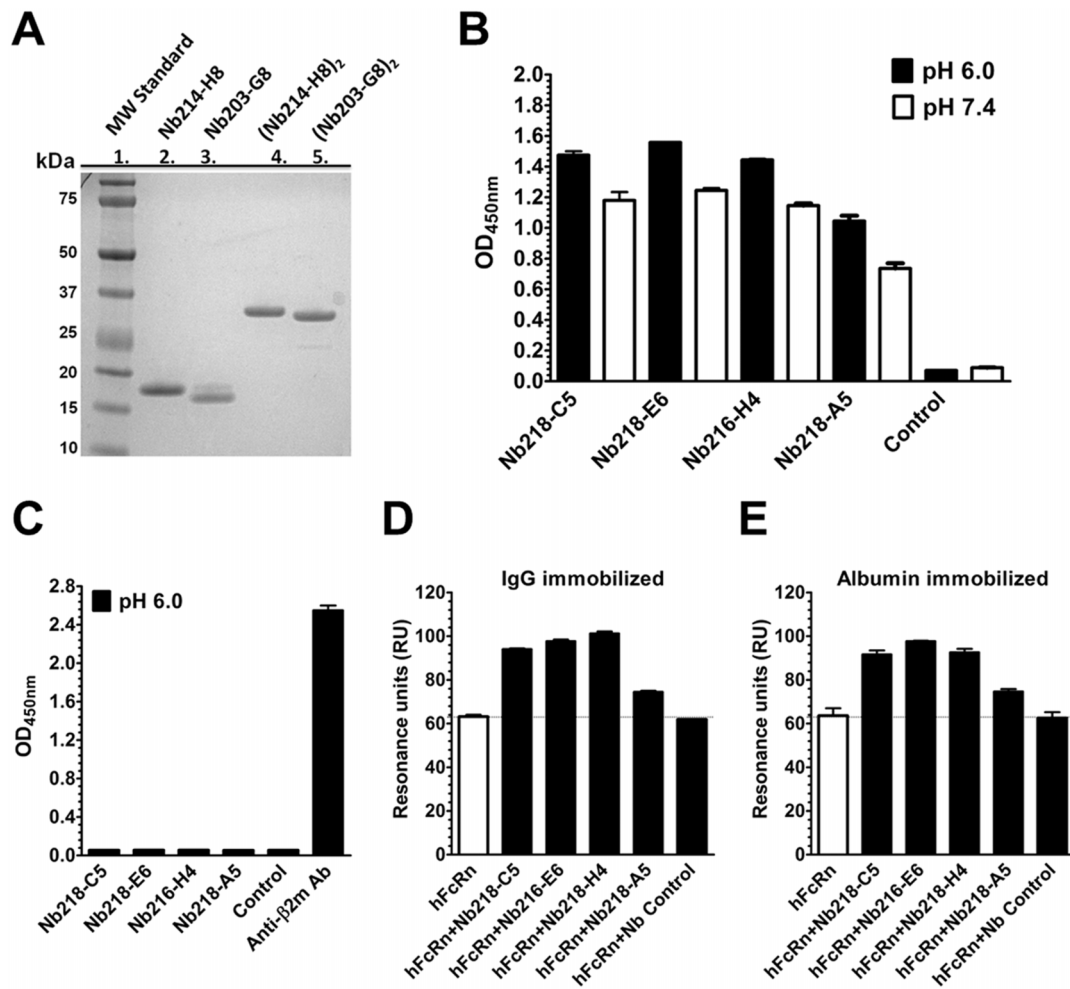 A
MW Standard
Nb214-H8
Nb203-G8
(Nb214-H8)2
(Nb203-G8)2
kDa
1. 2. 3. 4. 5.
75
50
37
25
20
15
10
B
pH 6.0
pH 7.4
OD450nm
2.0
1.8
1.6
1.4
1.2
1.0
0.8
0.6
0.4
0.2
0.0
Nb218-C5
Nb218-E6
Nb216-H4
Nb218-A5
Control
C
pH 6.0
OD450nm
2.8
2.4
2.0
1.6
1.2
0.8
0.4
0.0
Nb218-C5
Nb218-E6
Nb216-H4
Nb218-A5
Control
Anti-β2m Ab
D
IgG immobilized
Resonance units (RU)
120
100
80
60
40
20
0
hFcRn
hFcRn+Nb218-C5
hFcRn+Nb216-E6
hFcRn+Nb218-H4
hFcRn+Nb218-A5
hFcRn+Nb Control
E
Albumin immobilized
Resonance units (RU)
120
100
80
60
40
20
0
hFcRn
hFcRn+Nb218-C5
hFcRn+Nb216-E6
hFcRn+Nb218-H4
hFcRn+Nb218-A5
hFcRn+Nb Control